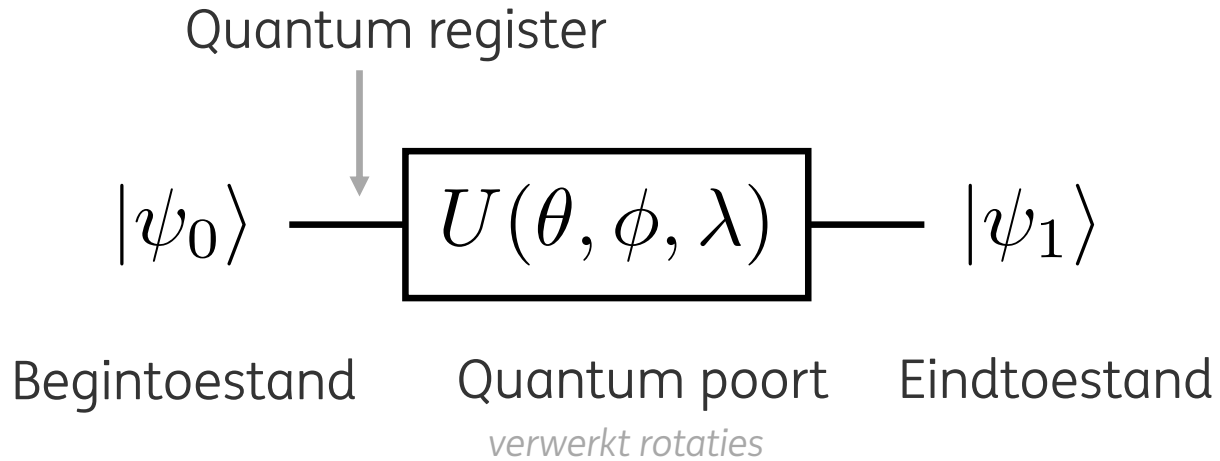 Quantum register
|ψ₀⟩ U(θ, ϕ, λ) |ψ₁⟩
Begintoestand Quantum poort Eindtoestand
verwerkt rotaties